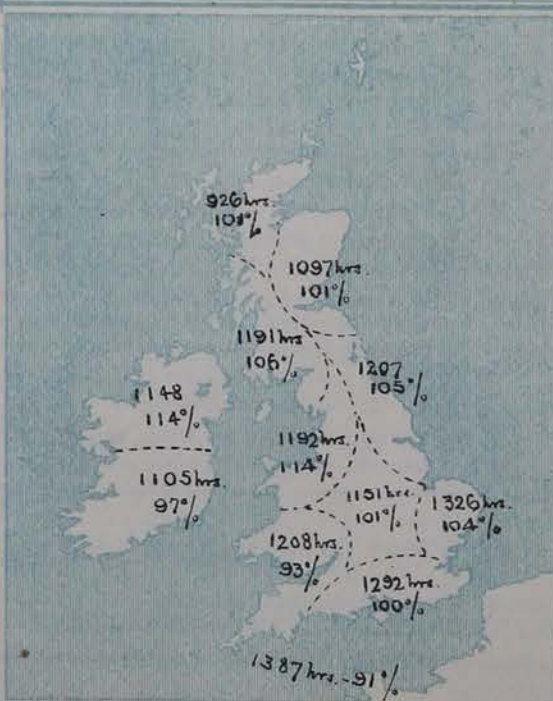 926hrs.
101%
1097hrs.
101%
1191hrs
106%
1207
105%
1148
114%
1192hrs.
114%
1105hrs.
97%
1151hrs.
101%
1326hrs.
104%
1208hrs.
93%
1292hrs.
100%
1387hrs.-91%